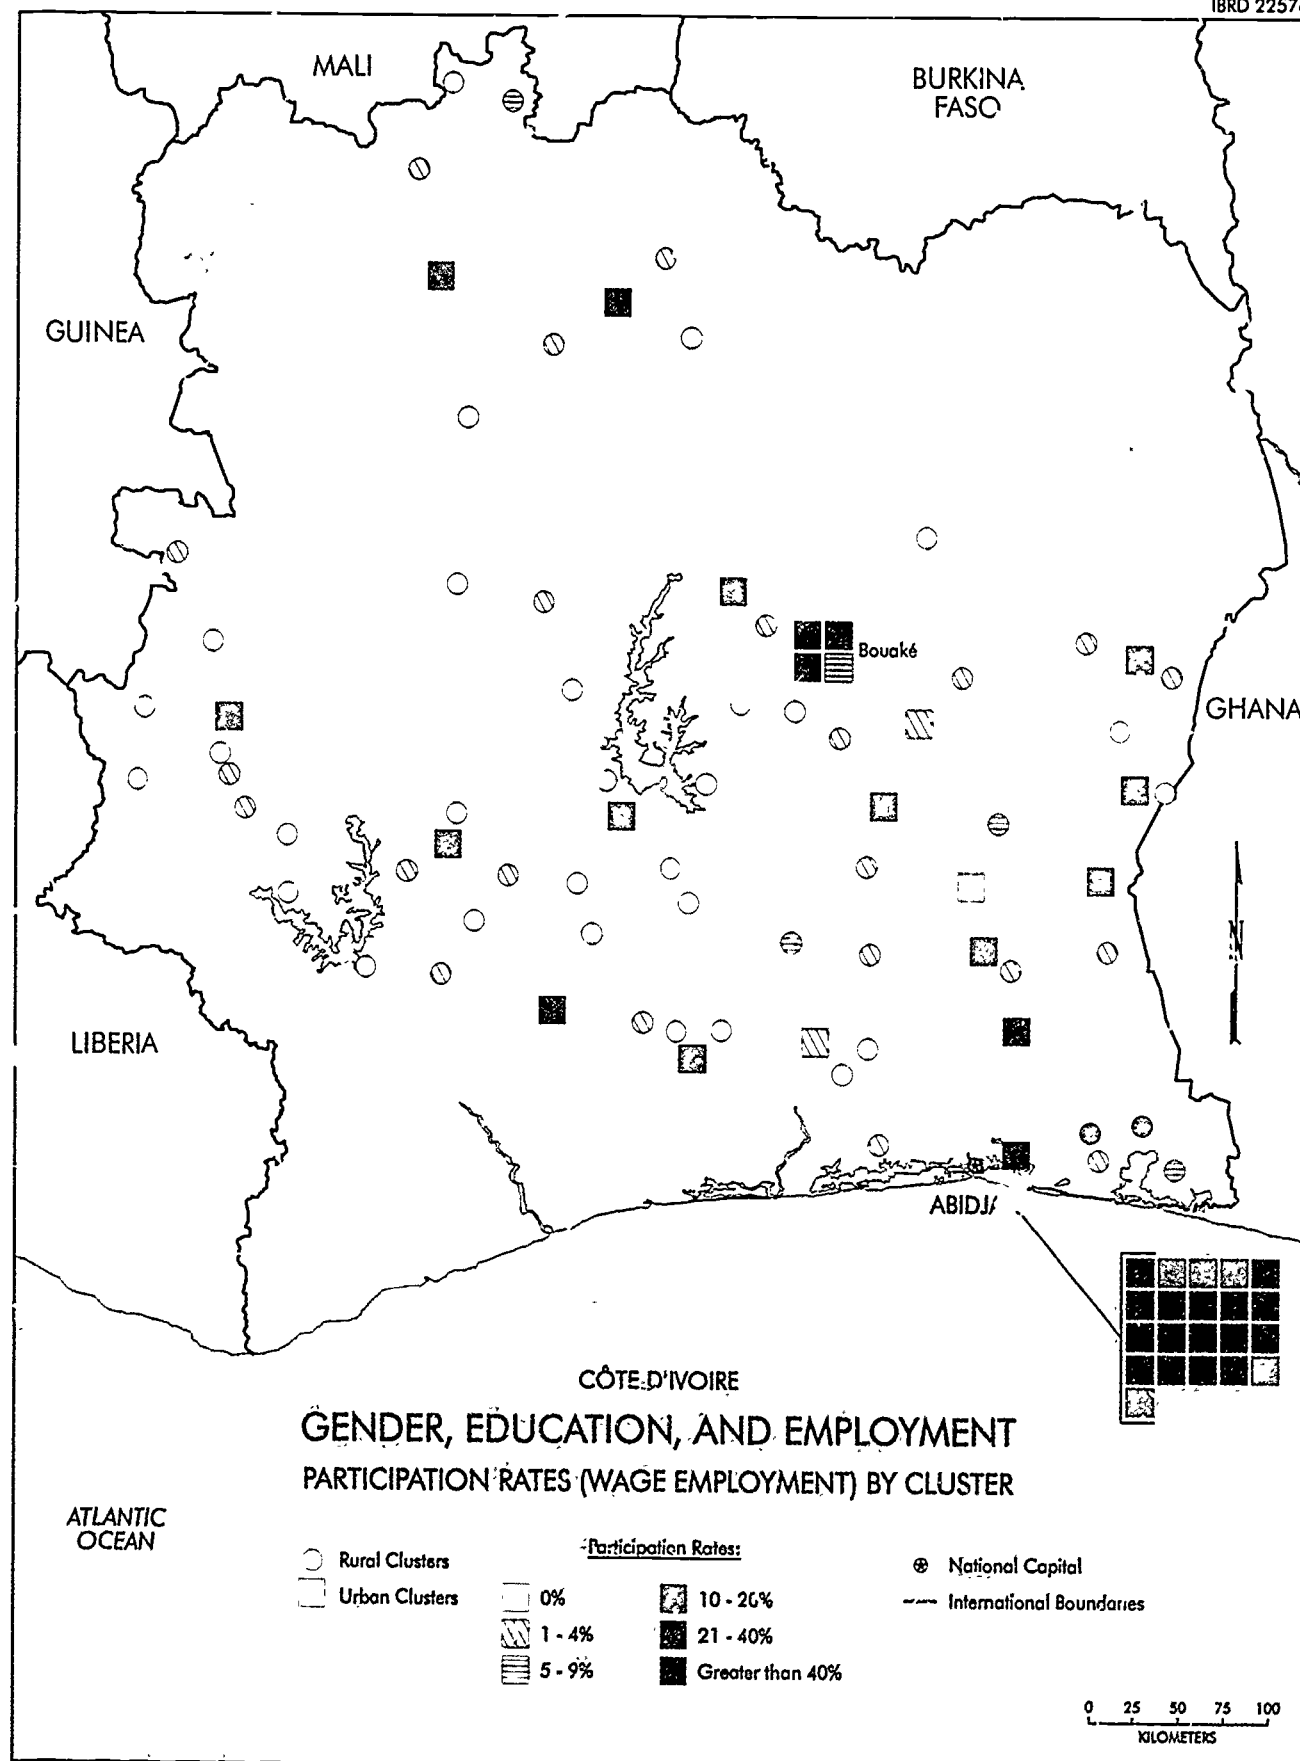 IBRD 2257
MALI
BURKINA
FASO
GUINEA
Bouaké
GHANA
N
LIBERIA
ABIDJ
CÔTE D'IVOIRE
GENDER, EDUCATION, AND EMPLOYMENT
PARTICIPATION RATES (WAGE EMPLOYMENT) BY CLUSTER
ATLANTIC
OCEAN
Rural Clusters
Urban Clusters
Participation Rates:
0%
1 - 4%
5 - 9%
10 - 20%
21 - 40%
Greater than 40%
National Capital
International Boundaries
0 25 50 75 100
KILOMETERS